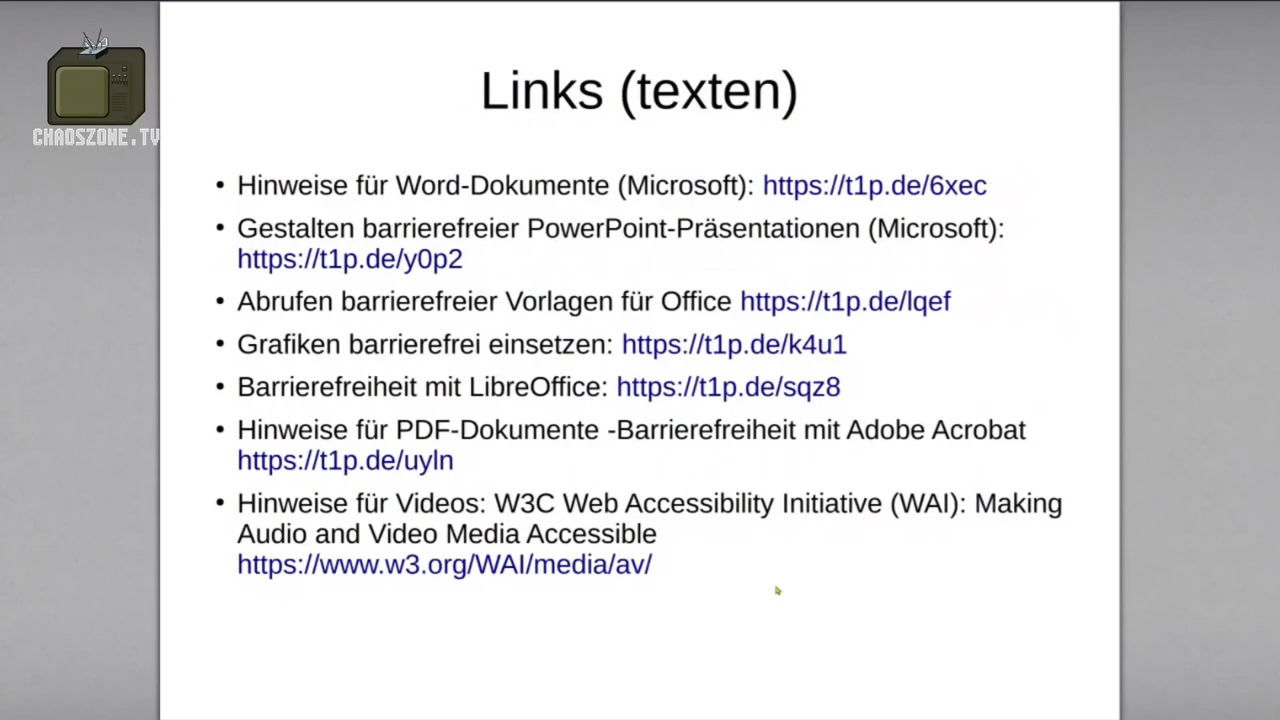 CHAOSZONE.TV
Links (texten)
• Hinweise für Word-Dokumente (Microsoft): https://t1p.de/6xec
• Gestalten barrierefreier PowerPoint-Präsentationen (Microsoft):
https://t1p.de/y0p2
• Abrufen barrierefreier Vorlagen für Office https://t1p.de/lqef
• Grafiken barrierefrei einsetzen: https://t1p.de/k4u1
• Barrierefreiheit mit LibreOffice: https://t1p.de/sqz8
• Hinweise für PDF-Dokumente -Barrierefreiheit mit Adobe Acrobat
https://t1p.de/uyln
• Hinweise für Videos: W3C Web Accessibility Initiative (WAI): Making
Audio and Video Media Accessible
https://www.w3.org/WAI/media/av/